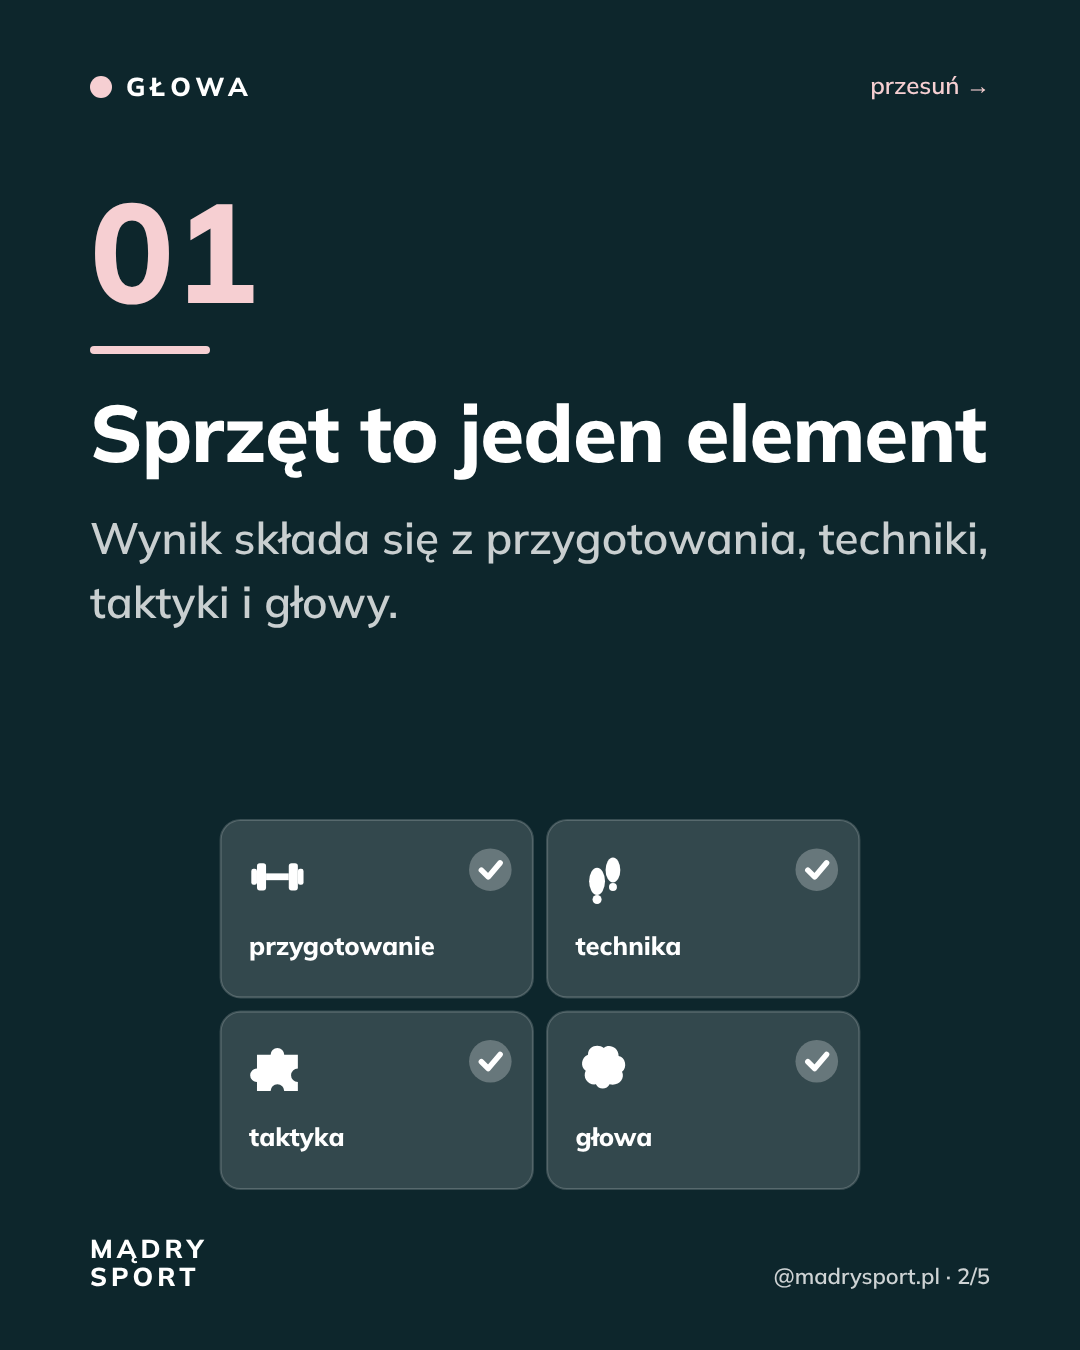 GŁOWA
przesuń →
01
Sprzęt to jeden element
Wynik składa się z przygotowania, techniki,
taktyki i głowy.
przygotowanie
technika
taktyka
głowa
MĄDRY
SPORT
@madrysport.pl · 2/5